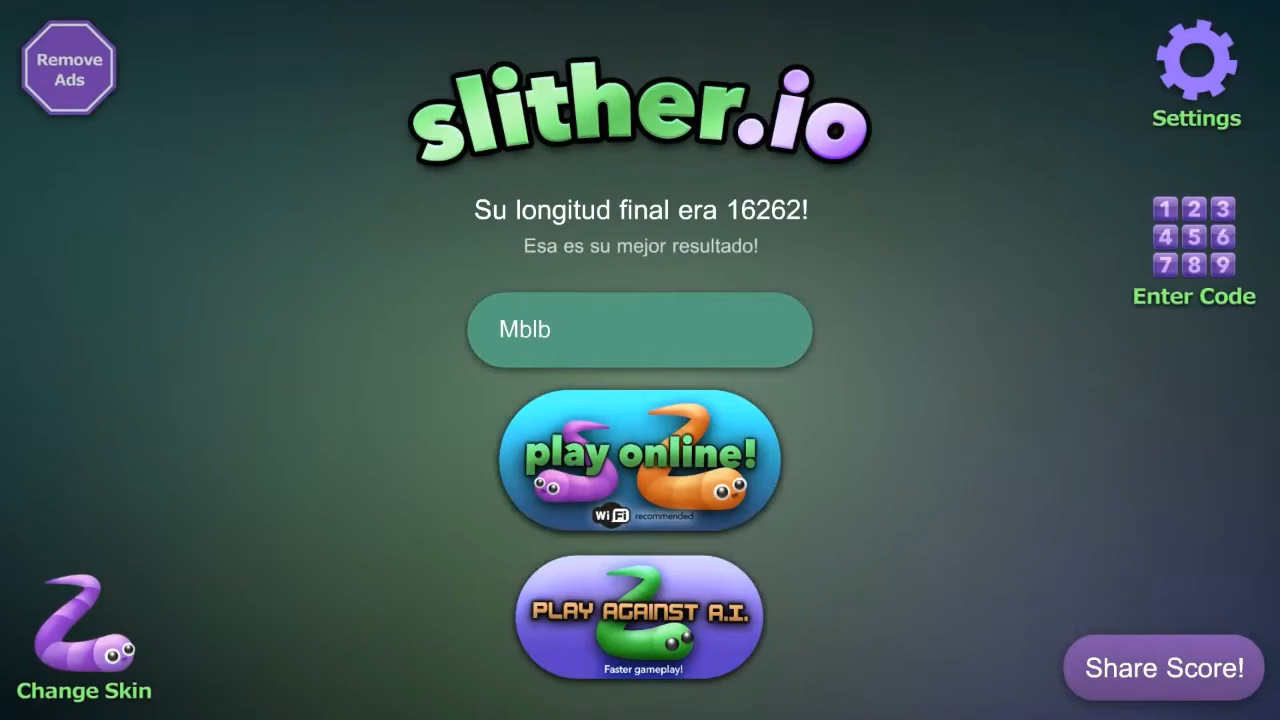 Remove
Ads
slither.io
Settings
Su longitud final era 16262!
Esa es su mejor resultado!
1 2 3
4 5 6
7 8 9
Enter Code
Mblb
play online!
Wi Fi recommended
PLAY AGAINST A.I.
Faster gameplay!
Change Skin
Share Score!